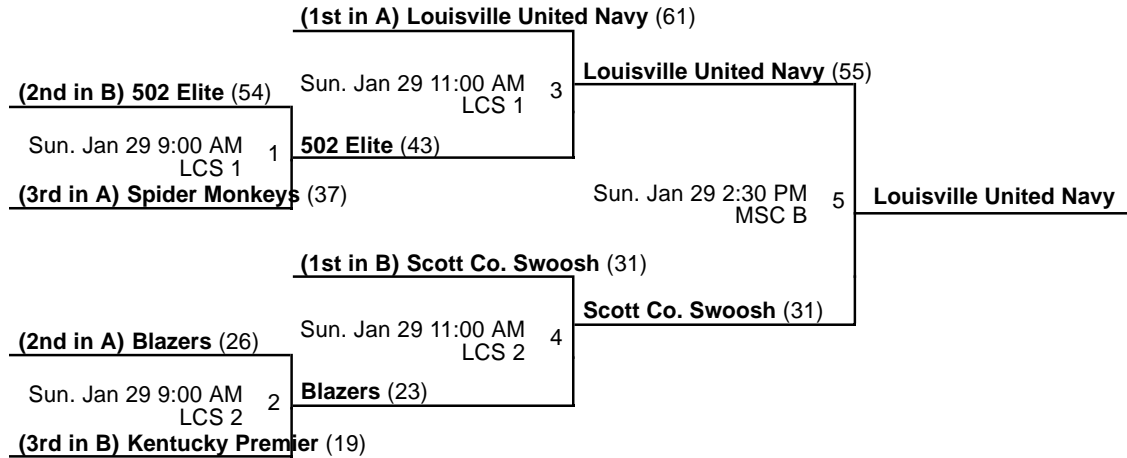 (1st in A) Louisville United Navy (61)
Sun. Jan 29 11:00 AM 3
LCS 1
Louisville United Navy (55)
(2nd in B) 502 Elite (54)
Sun. Jan 29 9:00 AM 1
LCS 1
502 Elite (43)
(3rd in A) Spider Monkeys (37)
Sun. Jan 29 2:30 PM 5
MSC B
Louisville United Navy
(1st in B) Scott Co. Swoosh (31)
Sun. Jan 29 11:00 AM 4
LCS 2
Scott Co. Swoosh (31)
(2nd in A) Blazers (26)
Sun. Jan 29 9:00 AM 2
LCS 2
Blazers (23)
(3rd in B) Kentucky Premier (19)